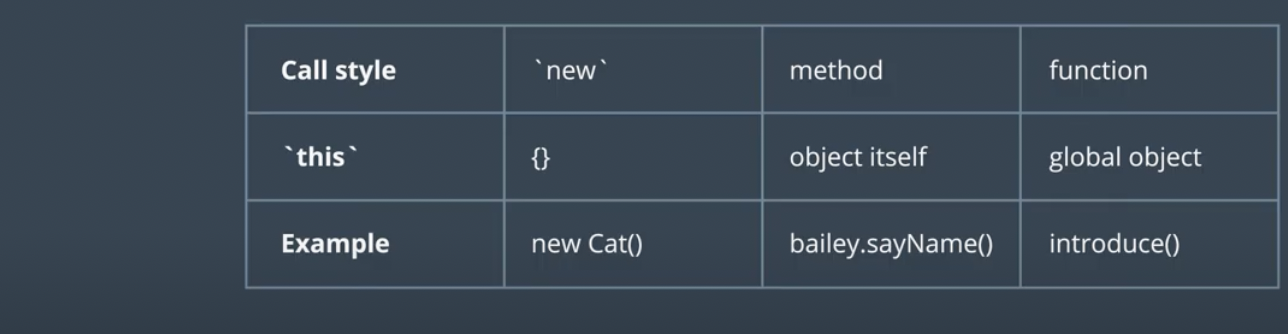 Call style `new` method function
`this` {} object itself global object
Example new Cat() bailey.sayName() introduce()